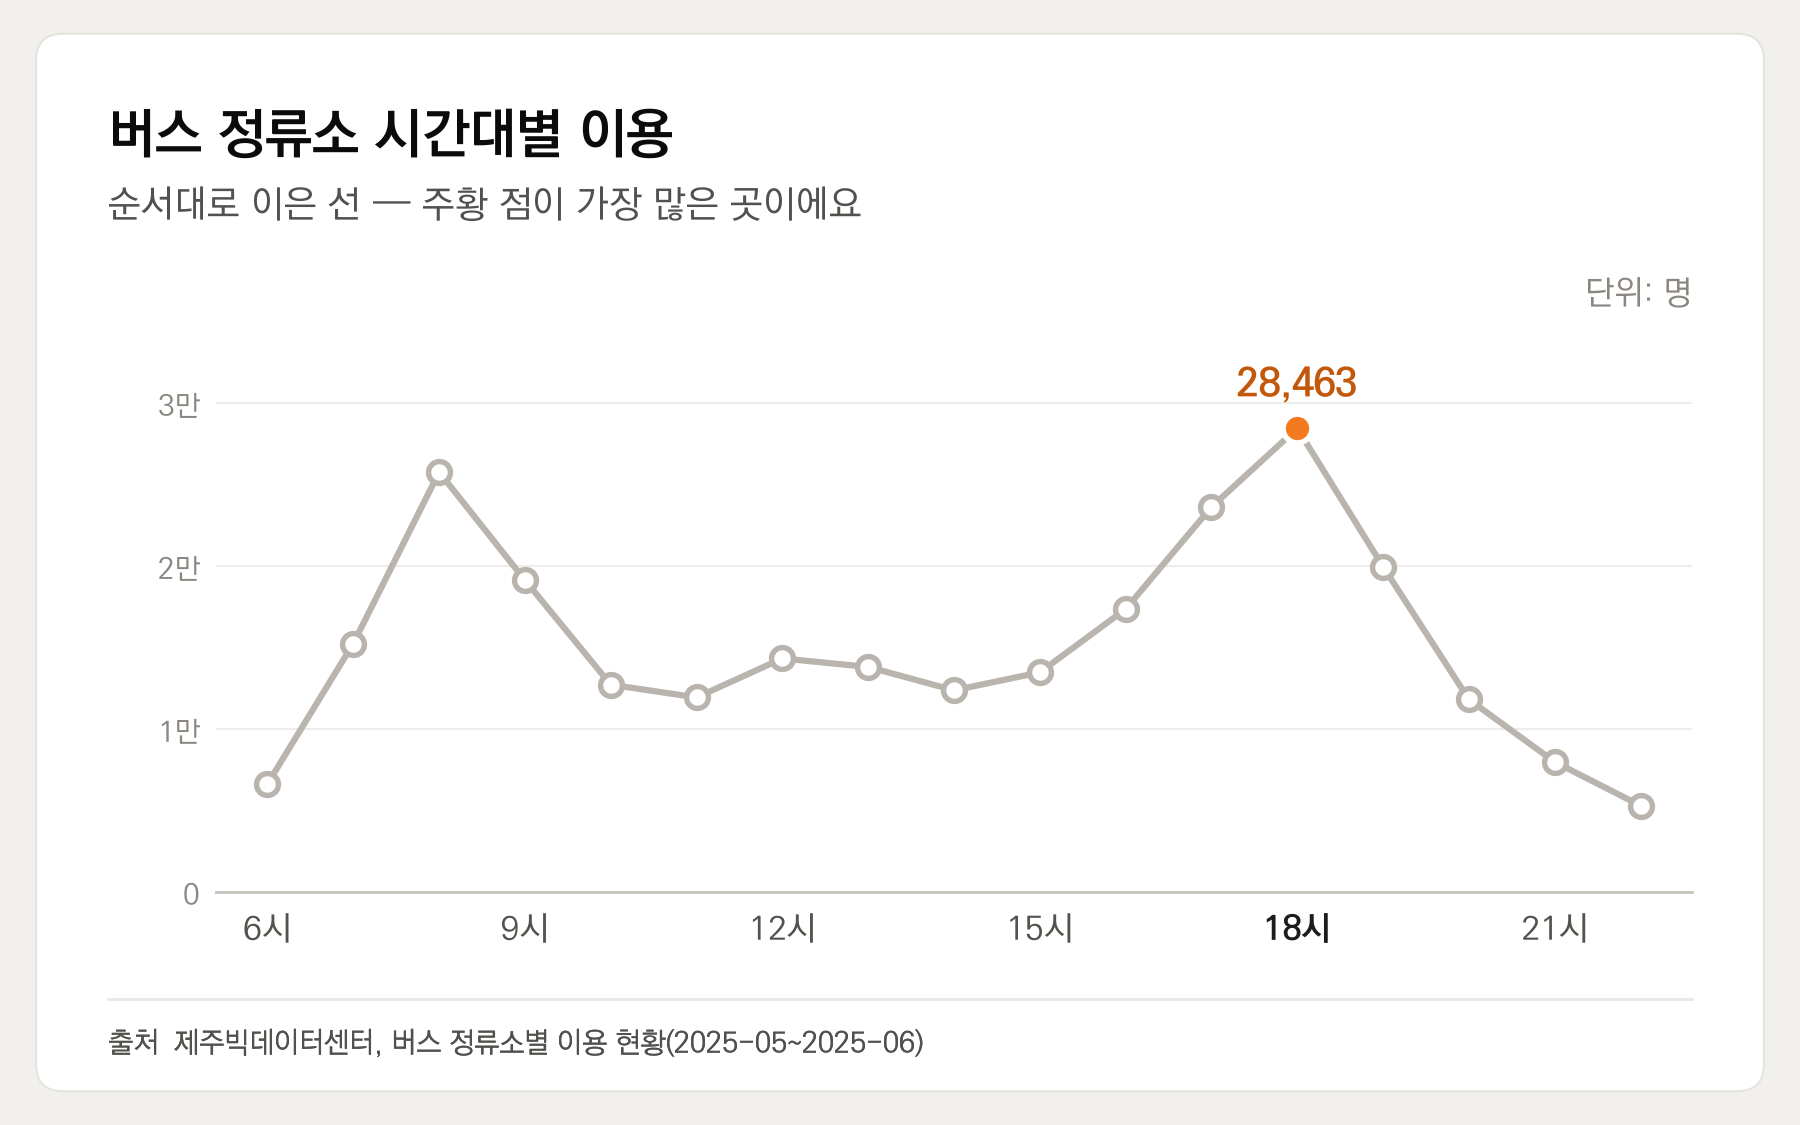 버스 정류소 시간대별 이용
순서대로 이은 선 — 주황 점이 가장 많은 곳이에요
단위: 명
28,463
3만
2만
1만
0
6시 9시 12시 15시 18시 21시
출처 제주빅데이터센터, 버스 정류소별 이용 현황(2025-05~2025-06)